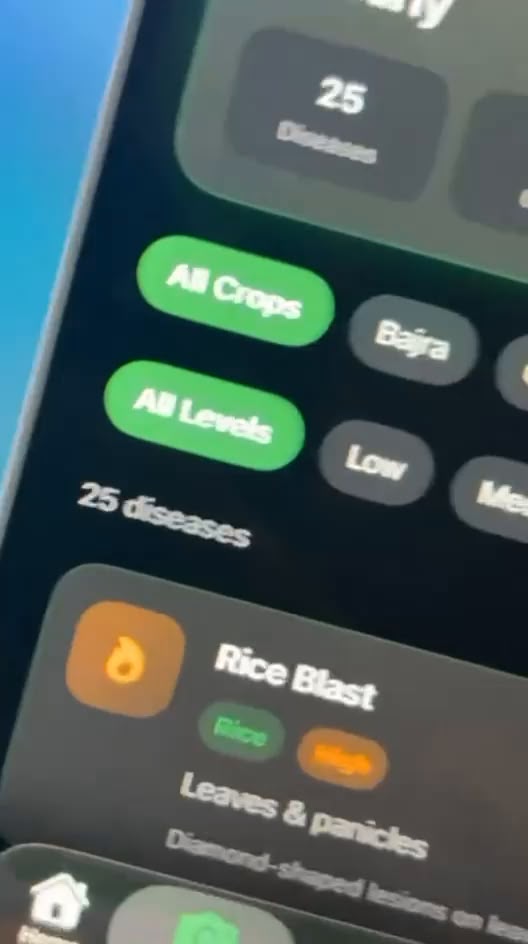 25
Diseases
All Crops
Bajra
All Levels
Low
25 diseases
Rice Blast
Rice
High
Leaves & panicles
Diamond-shaped lesions on
Home